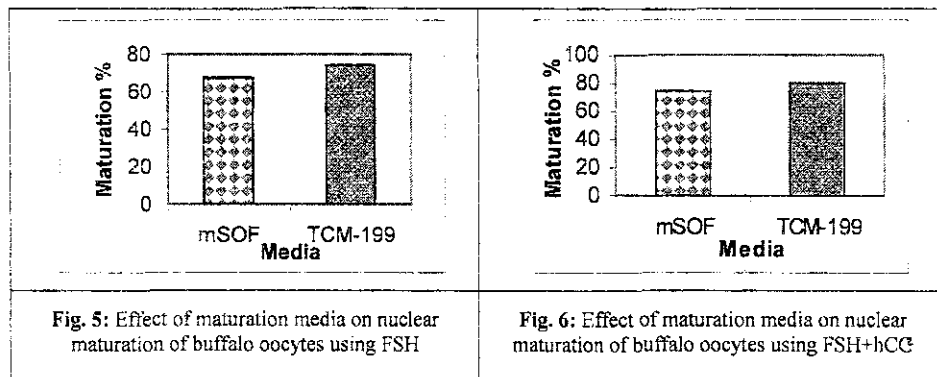 80
60
40
20
0
Maturation %
mSOF TCM-199
Media
Fig. 5: Effect of maturation media on nuclear
maturation of buffalo oocytes using FSH
100
80
60
40
20
0
Maturation %
mSOF TCM-199
Media
Fig. 6: Effect of maturation media on nuclear
maturation of buffalo oocytes using FSH+hCG